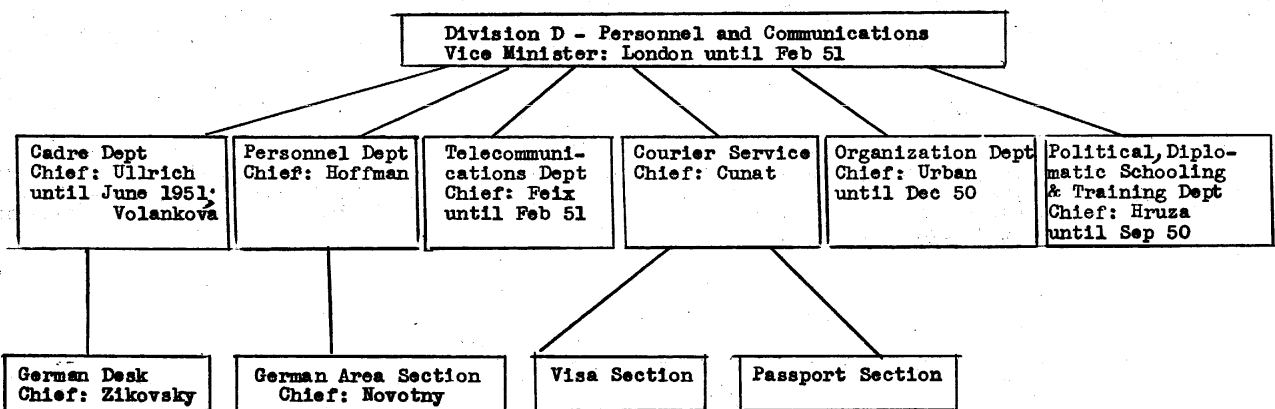 Division D - Personnel and Communications
Vice Minister: London until Feb 51
Cadre Dept
Chief: Ullrich
until June 1951;
Volanková
Personnel Dept
Chief: Hoffman
Telecommuni-
cations Dept
Chief: Feix
until Feb 51
Courier Service
Chief: Cunat
Organization Dept
Chief: Urban
until Dec 50
Political, Diplo-
matic Schooling
& Training Dept
Chief: Hruza
until Sep 50
German Desk
Chief: Zikovsky
German Area Section
Chief: Novotny
Visa Section
Passport Section